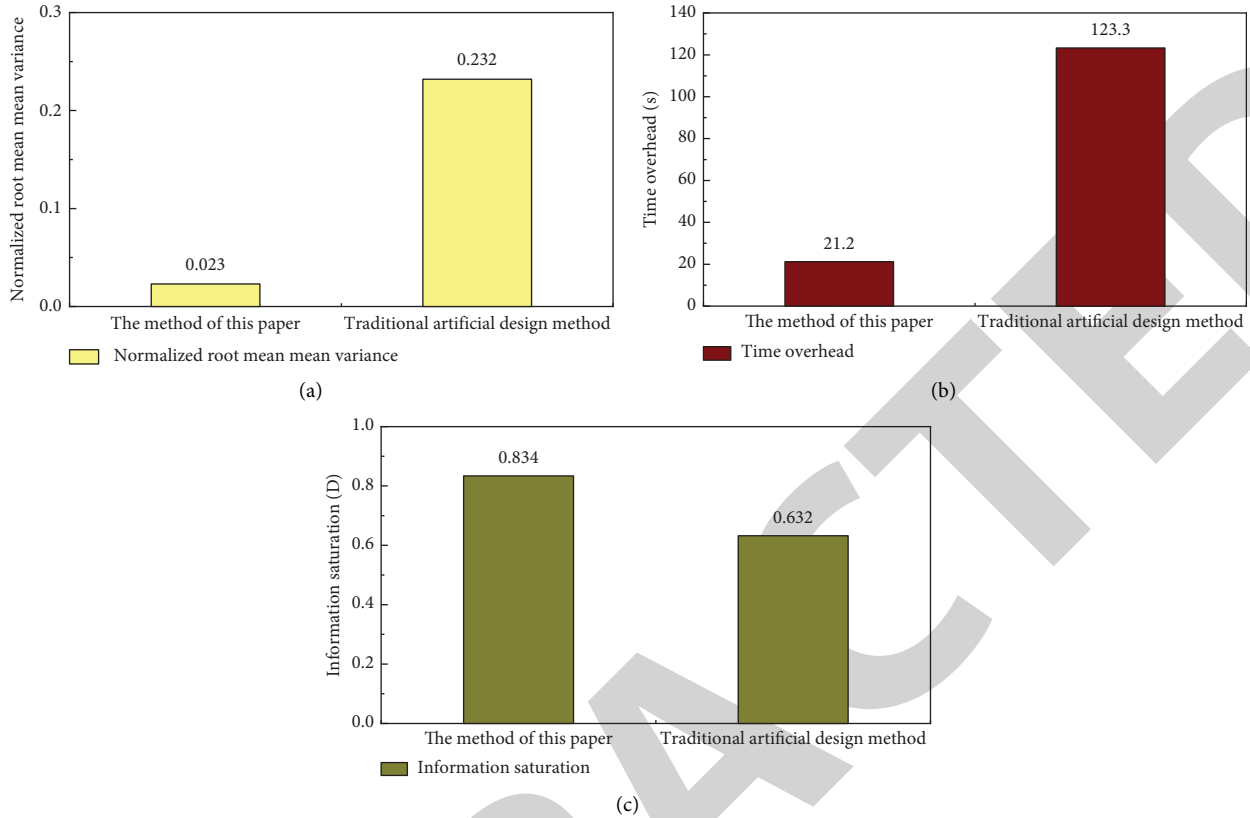 Normalized root mean mean variance
0.3
0.2
0.1
0.0
0.023
0.232
The method of this paper
Traditional artificial design method
Normalized root mean mean variance
(a)
Time overhead (s)
140
120
100
80
60
40
20
0
21.2
123.3
The method of this paper
Traditional artificial design method
Time overhead
(b)
Information saturation (D)
1.0
0.8
0.6
0.4
0.2
0.0
0.834
0.632
The method of this paper
Traditional artificial design method
Information saturation
(c)
ACTED